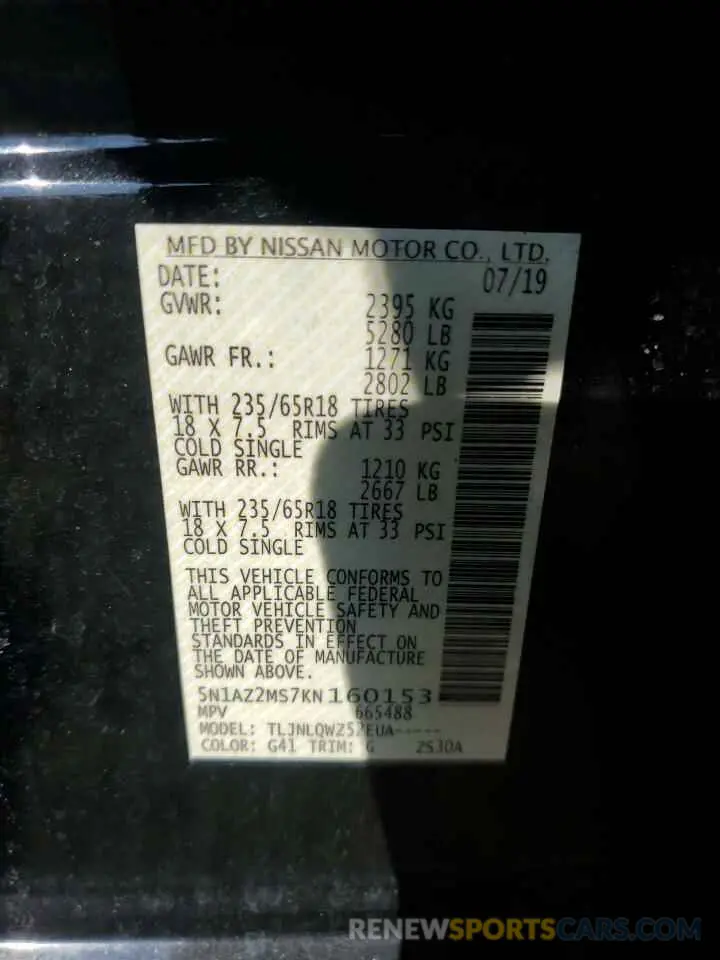 MFD BY NISSAN MOTOR CO., LTD.
DATE: 07/19
GVWR: 2395 KG
5280 LB
GAWR FR.: 1271 KG
2802 LB
WITH 235/65R18 TIRES
18 X 7.5 RIMS AT 33 PSI
COLD SINGLE
GAWR RR.: 1210 KG
2667 LB
WITH 235/65R18 TIRES
18 X 7.5 RIMS AT 33 PSI
COLD SINGLE
THIS VEHICLE CONFORMS TO
ALL APPLICABLE FEDERAL
MOTOR VEHICLE SAFETY AND
THEFT PREVENTION
STANDARDS IN EFFECT ON
THE DATE OF MANUFACTURE
SHOWN ABOVE.
5N1AZ2MS7KN160153
MPV 665488
MODEL: TLJNLQWZ52EUA-----
COLOR: G41 TRIM: G 2S30A
RENEWSPORTSCARS.COM